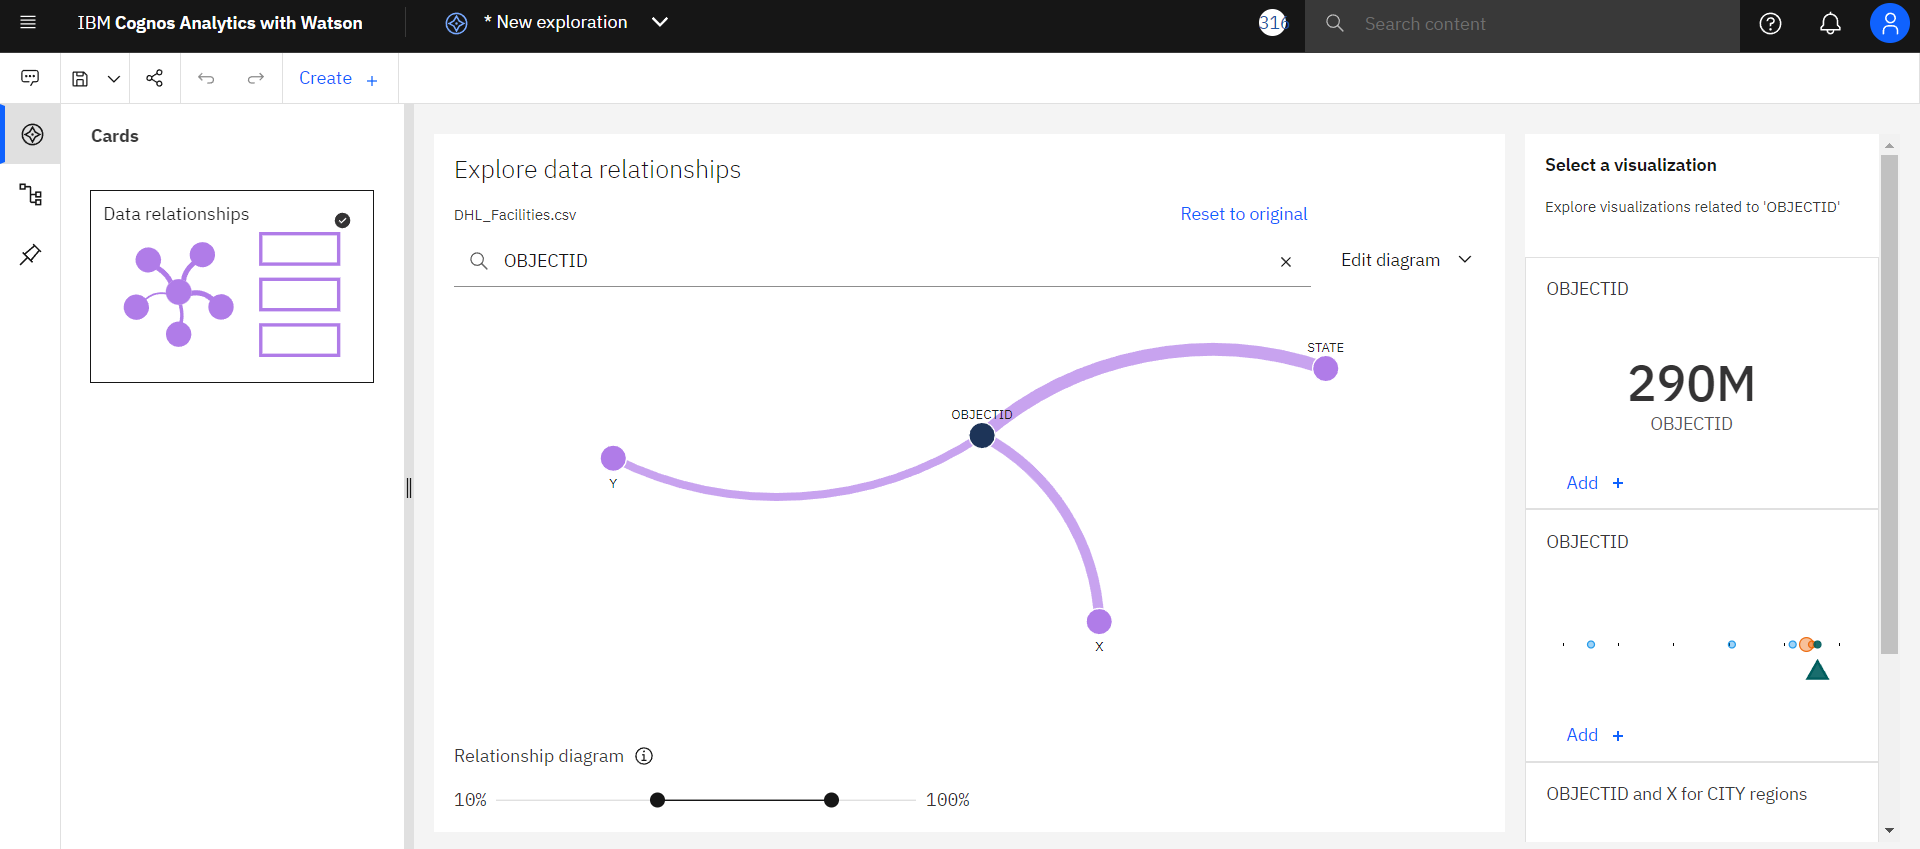 IBM Cognos Analytics with Watson
* New exploration
316
Search content
Create +
Cards
Data relationships
Explore data relationships
DHL_Facilities.csv
Reset to original
OBJECTID
Edit diagram
STATE
OBJECTID
Y
X
Relationship diagram
10%
100%
Select a visualization
Explore visualizations related to 'OBJECTID'
OBJECTID
290M
OBJECTID
Add +
OBJECTID
Add +
OBJECTID and X for CITY regions